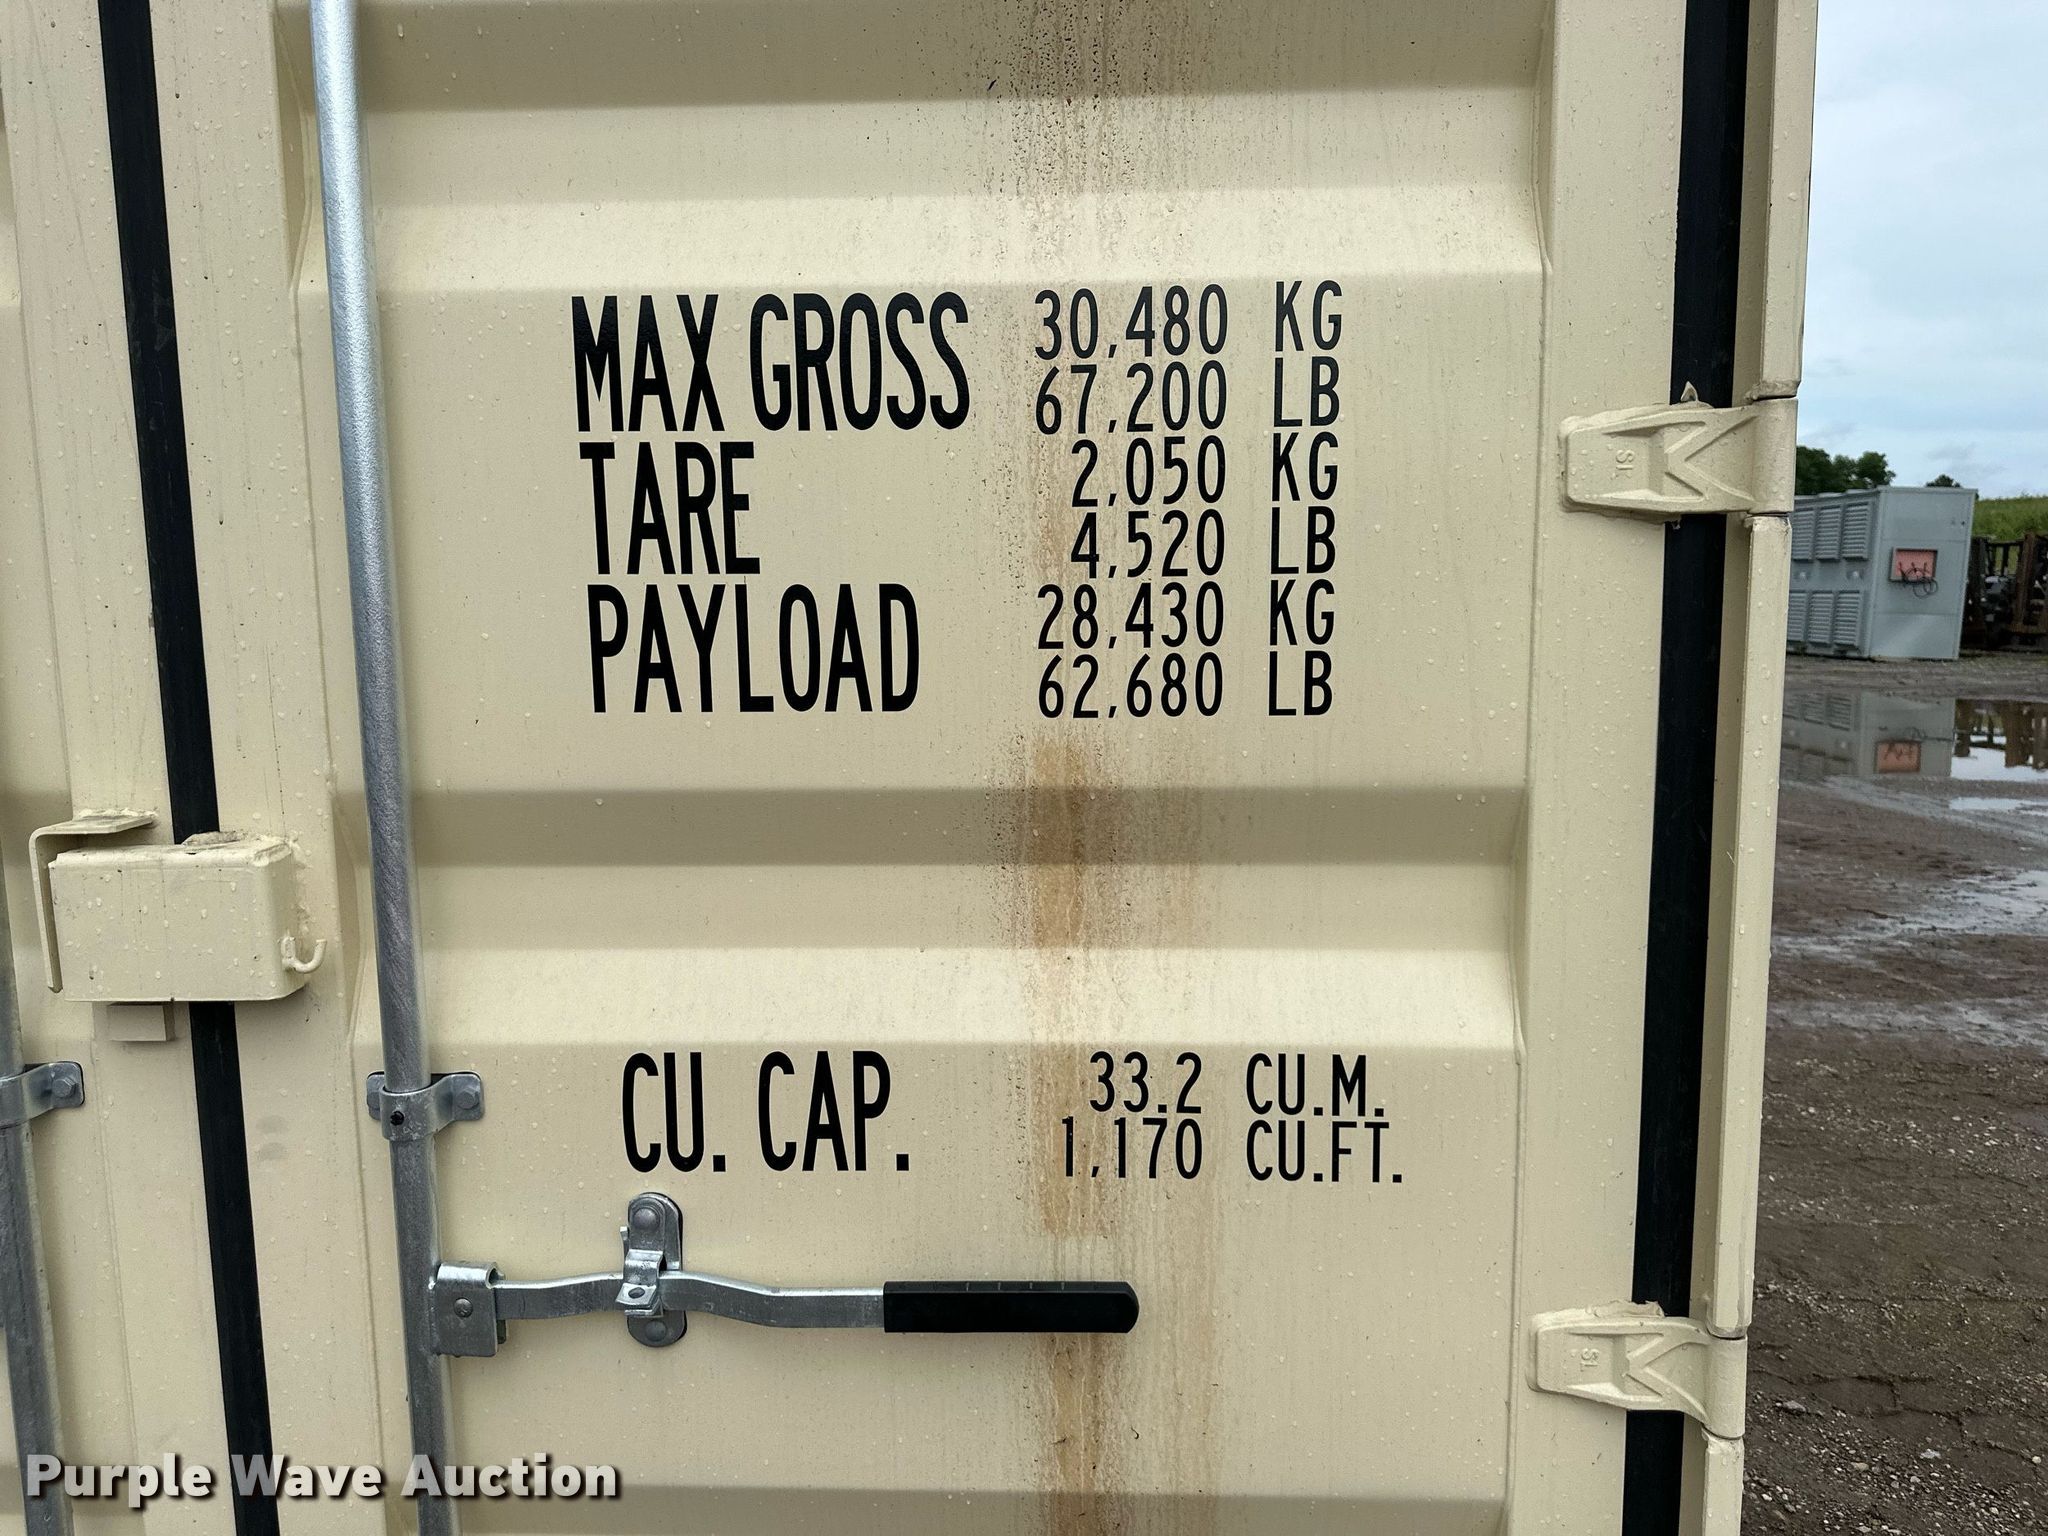 MAX GROSS 30,480 KG
67,200 LB
TARE 2,050 KG
4,520 LB
PAYLOAD 28,430 KG
62,680 LB
CU. CAP. 33.2 CU.M.
1,170 CU.FT.
Purple Wave Auction